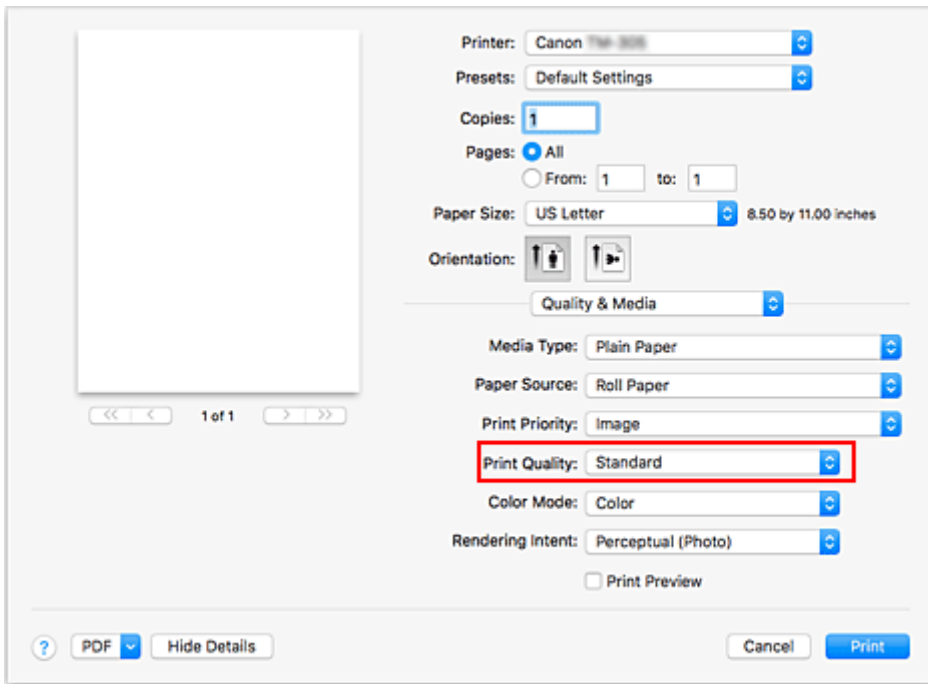 Printer: Canon
Presets: Default Settings
Copies: 1
Pages: All
From: 1 to: 1
Paper Size: US Letter 8.50 by 11.00 inches
Orientation:
Quality & Media
Media Type: Plain Paper
Paper Source: Roll Paper
<< < 1 of 1 > >>
Print Priority: Image
Print Quality: Standard
Color Mode: Color
Rendering Intent: Perceptual (Photo)
Print Preview
? PDF Hide Details Cancel Print